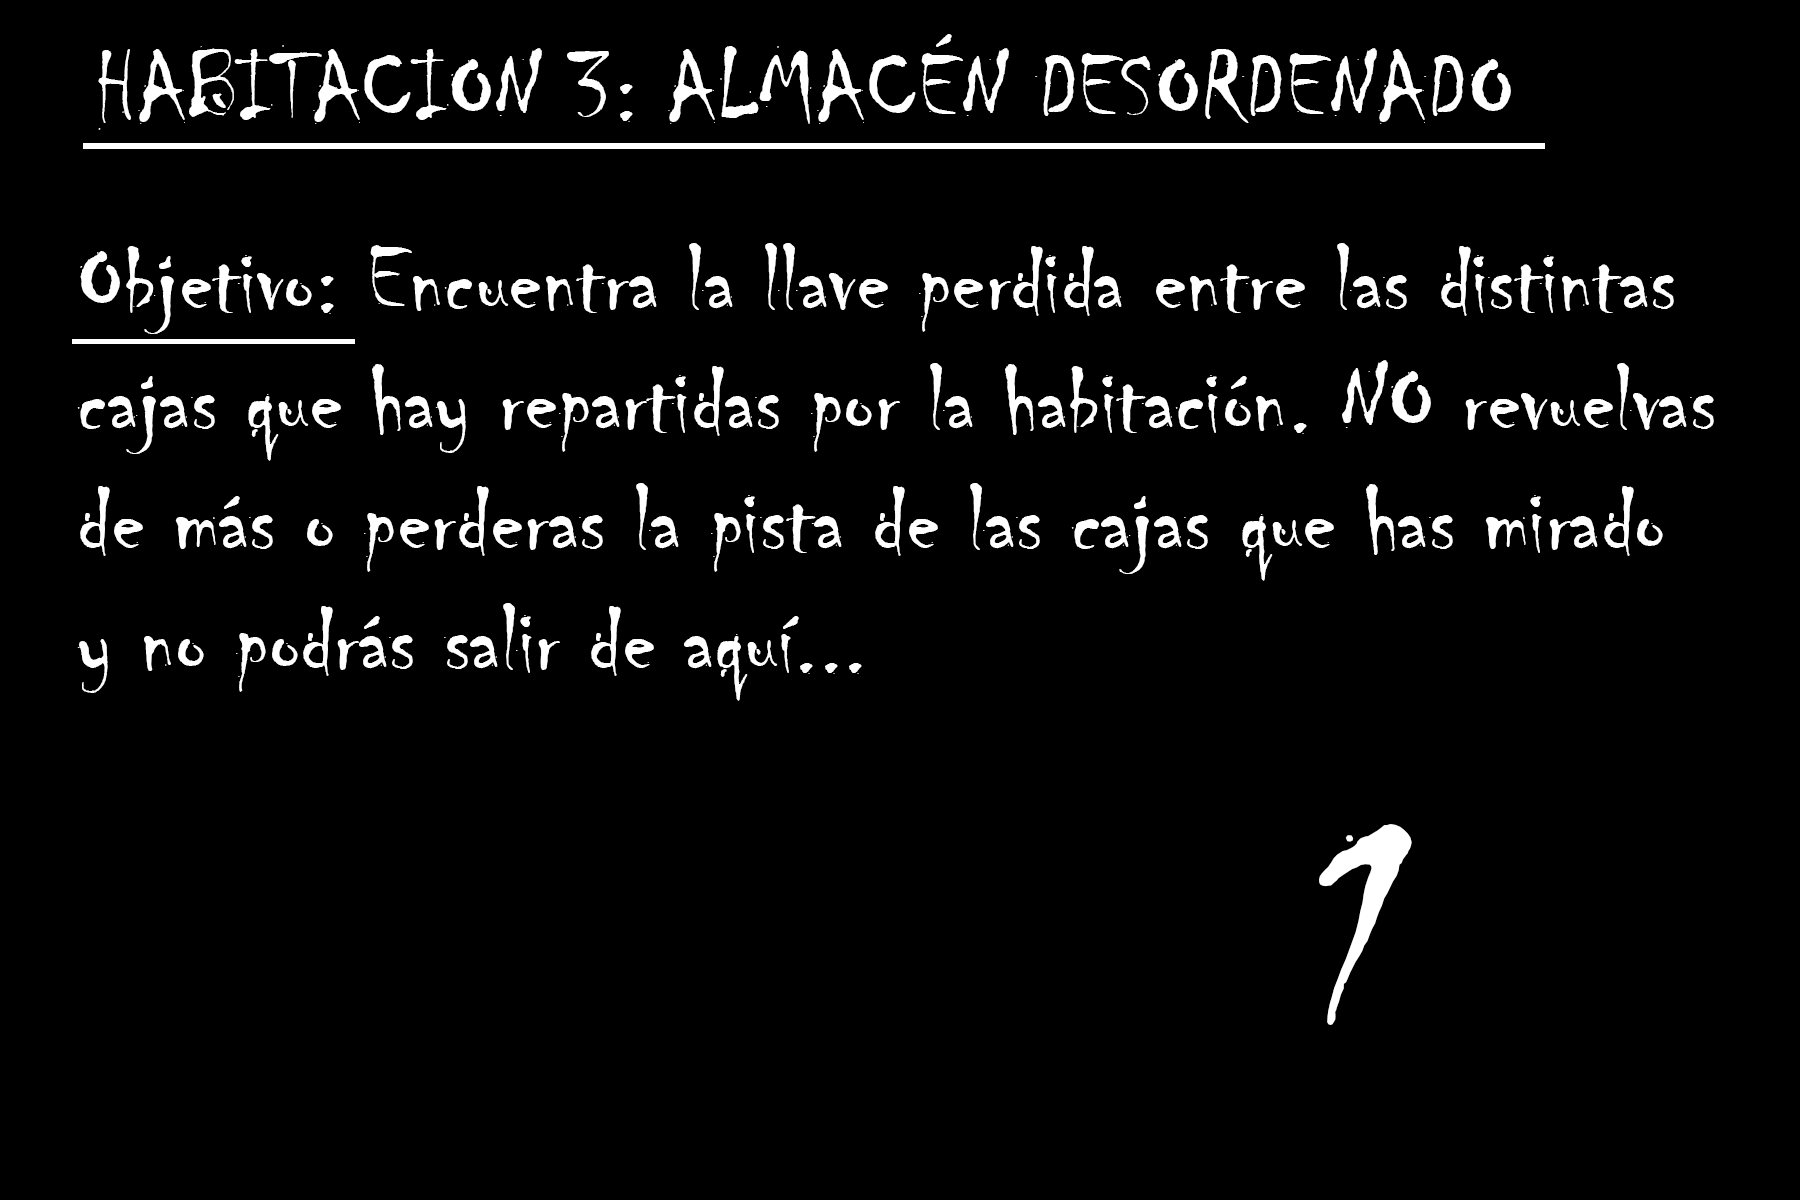 HABITACION 3: ALMACÉN DESORDENADO
Objetivo: Encuentra la llave perdida entre las distintas
cajas que hay repartidas por la habitación. NO revuelvas
de más o perderas la pista de las cajas que has mirado
y no podrás salir de aquí...
1